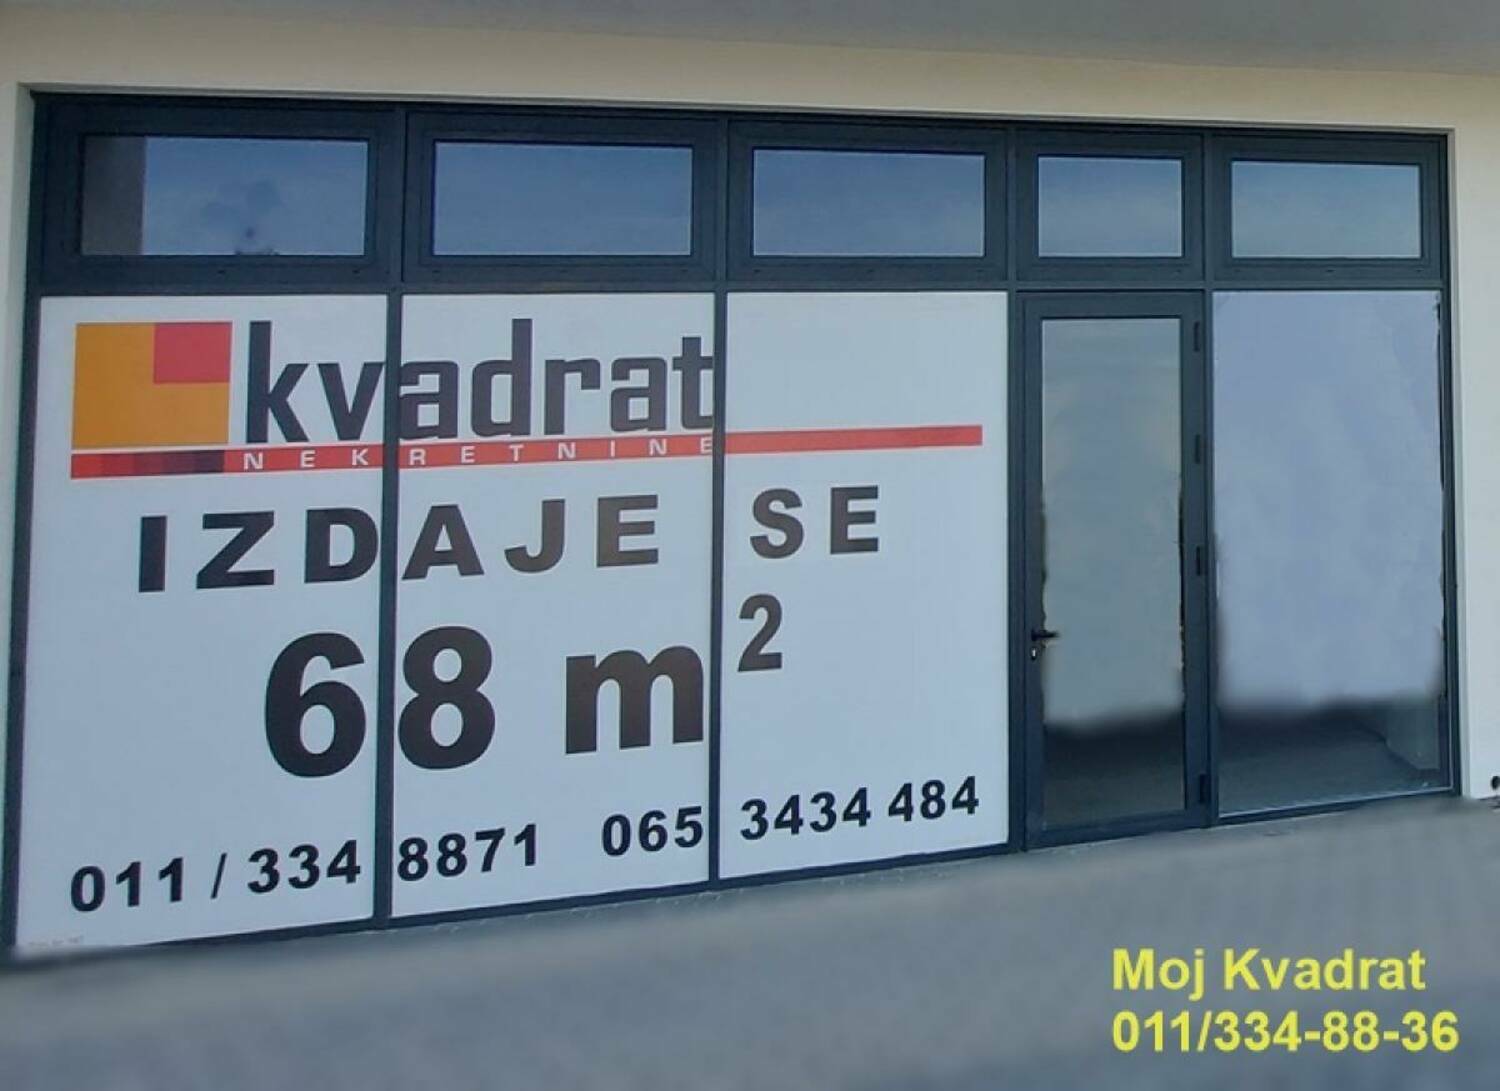 kvadrat
NEKRETNINE
IZDAJE SE
68 m²
011 / 334 8871 065 3434 484
Moj Kvadrat
011/334-88-36